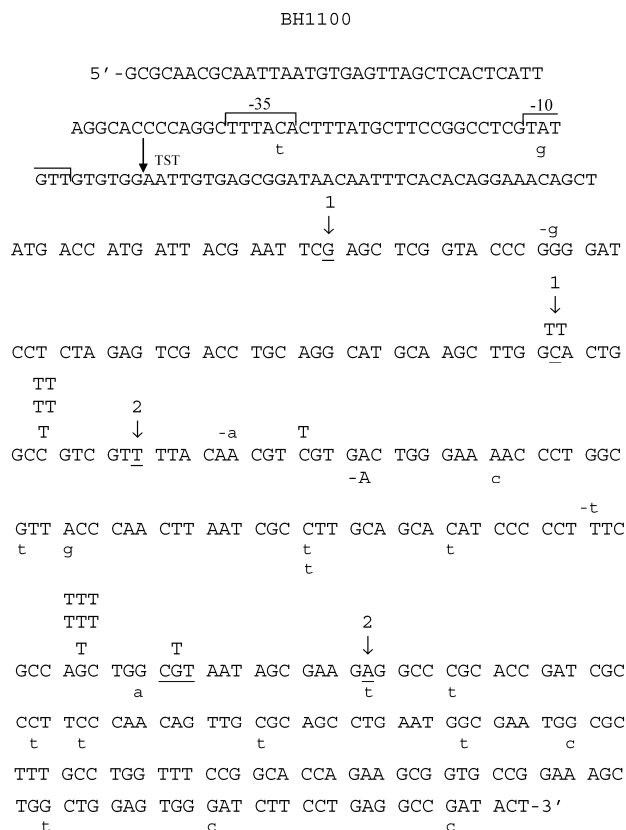 BH1100
5’-GCGCAACGCAATTAATGTGAGTTAGCTCACTCATT
-35 -10
AGGCACCCCAGGCTTTACACTTTATGCTTCCGGCCTCGTAT
t g
TST
GTTGTGTGGAATTGTGAGCGGATAACAATTTCACACAGGAAACAGCT
1
↓ -g
ATG ACC ATG ATT ACG AAT TCG AGC TCG GTA CCC GGG GAT
1
↓
TT
CCT CTA GAG TCG ACC TGC AGG CAT GCA AGC TTG GCA CTG
TT
TT 2
T ↓ -a T
GCC GTC GTT TTA CAA CGT CGT GAC TGG GAA AAC CCT GGC
-A c
-t
GTT ACC CAA CTT AAT CGC CTT GCA GCA CAT CCC CCT TTC
t g t t
t
TTT
TTT 2
T T ↓
GCC AGC TGG CGT AAT AGC GAA GAG GCC CGC ACC GAT CGC
a t t
CCT TCC CAA CAG TTG CGC AGC CTG AAT GGC GAA TGG CGC
t t t t c
TTT GCC TGG TTT CCG GCA CCA GAA GCG GTG CCG GAA AGC
TGG CTG GAG TGG GAT CTT CCT GAG GCC GAT ACT-3’
t c c